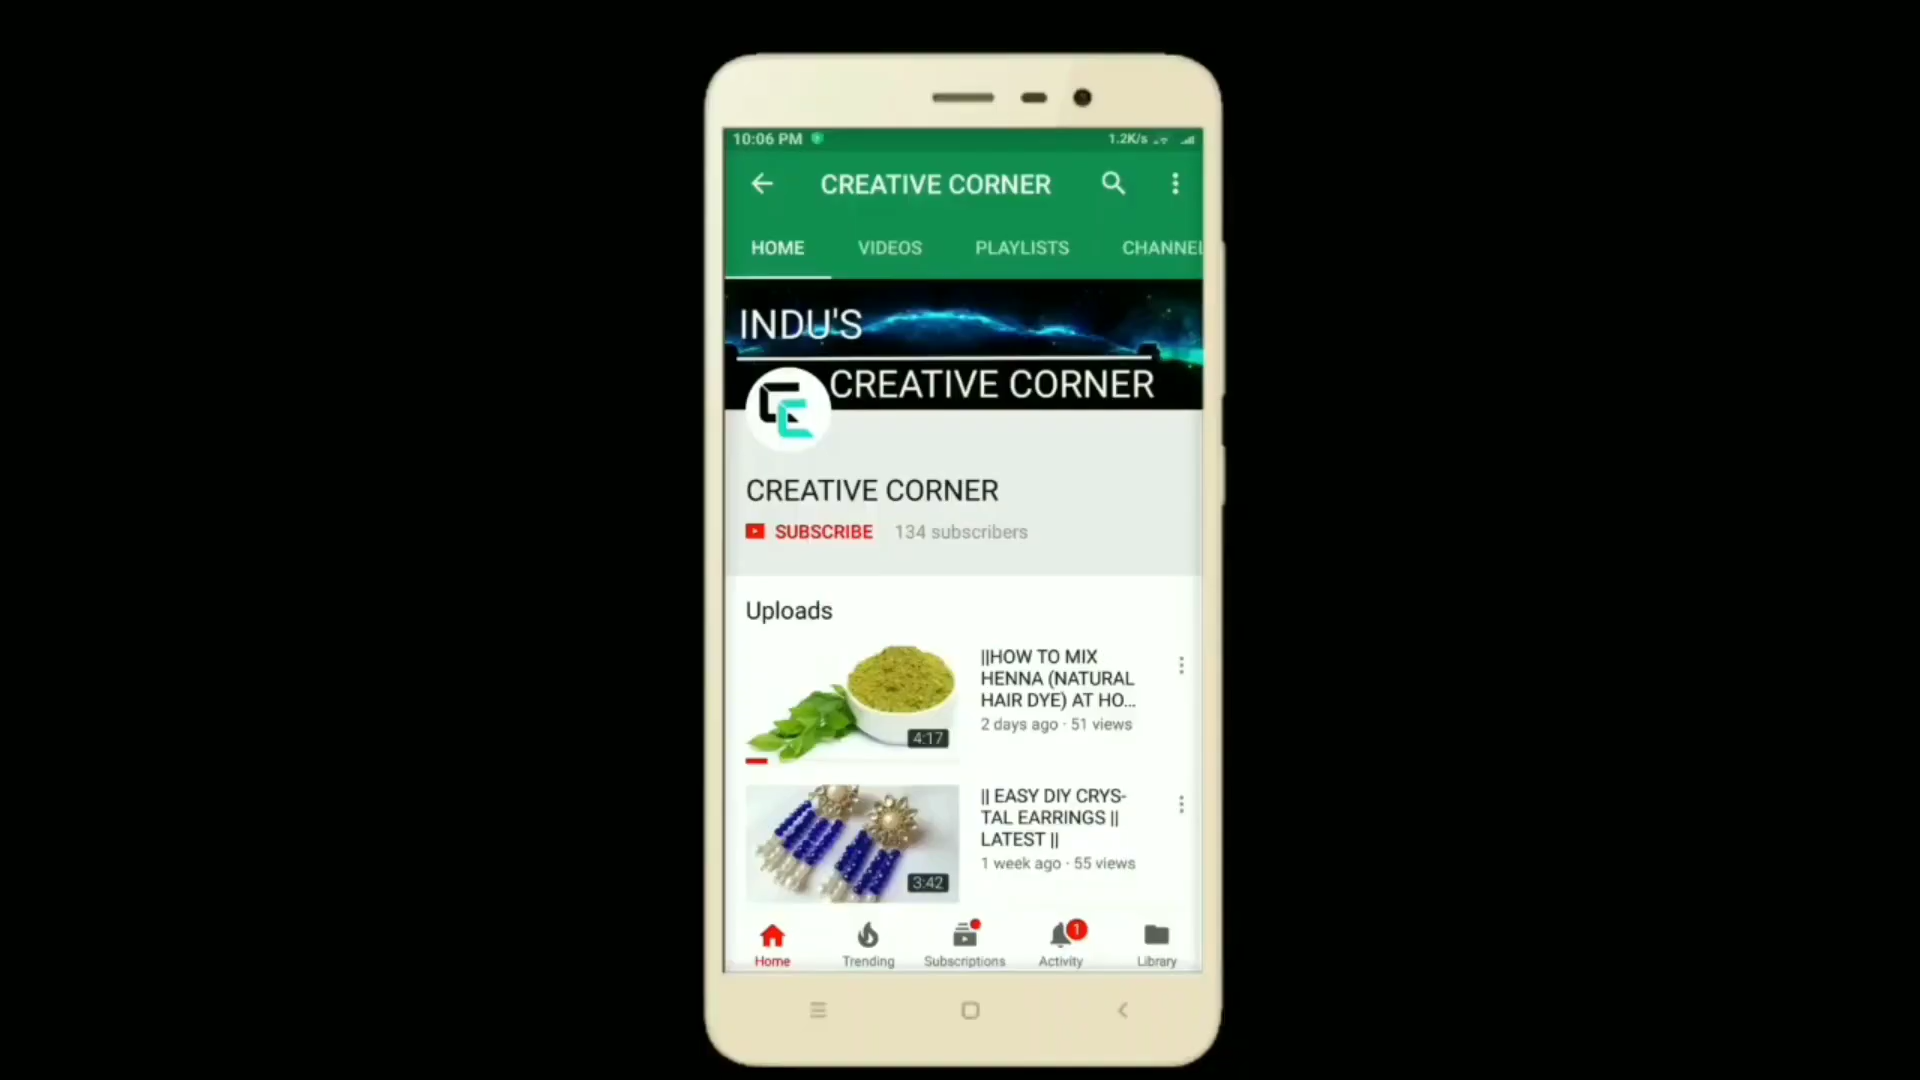 10:06 PM
1.2K/s
CREATIVE CORNER
HOME VIDEOS PLAYLISTS CHANNEL
INDU'S
CREATIVE CORNER
CREATIVE CORNER
SUBSCRIBE 134 subscribers
Uploads
||HOW TO MIX
HENNA (NATURAL
HAIR DYE) AT HO...
2 days ago · 51 views
4:17
|| EASY DIY CRYS-
TAL EARRINGS ||
LATEST ||
1 week ago · 55 views
3:42
1
Home Trending Subscriptions Activity Library